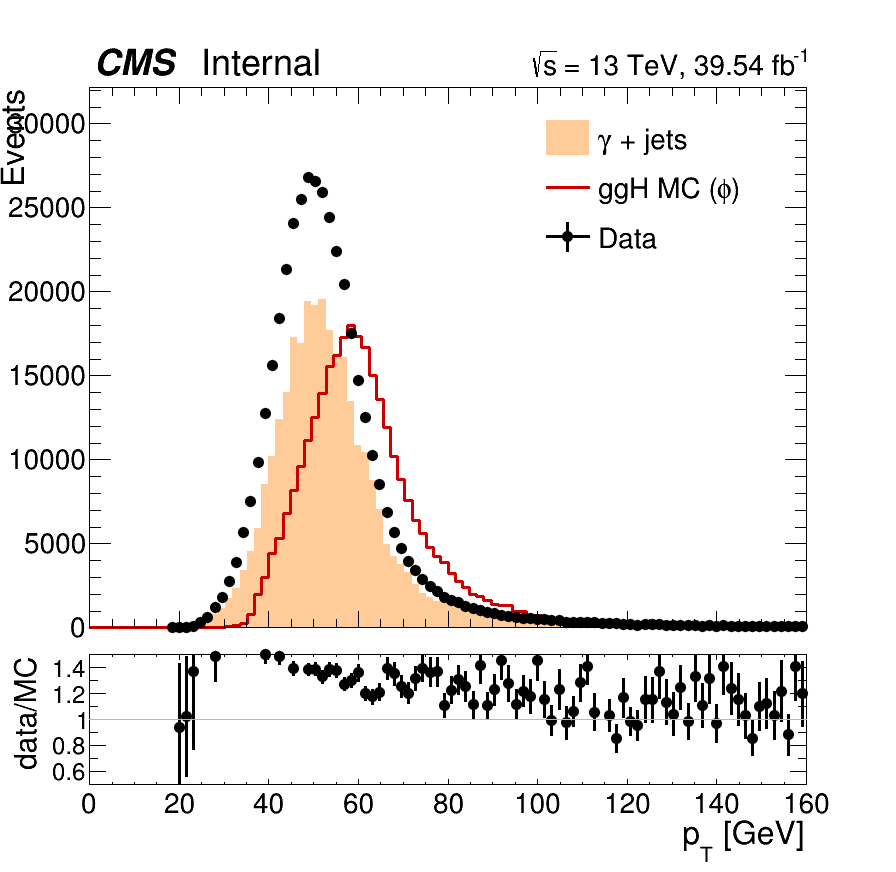 CMS Internal
√s = 13 TeV, 39.54 fb⁻¹
Events
30000
25000
20000
15000
10000
5000
0
γ + jets
ggH MC (ϕ)
Data
data/MC
1.4
1.2
1
0.8
0.6
0 20 40 60 80 100 120 140 160
p_T [GeV]